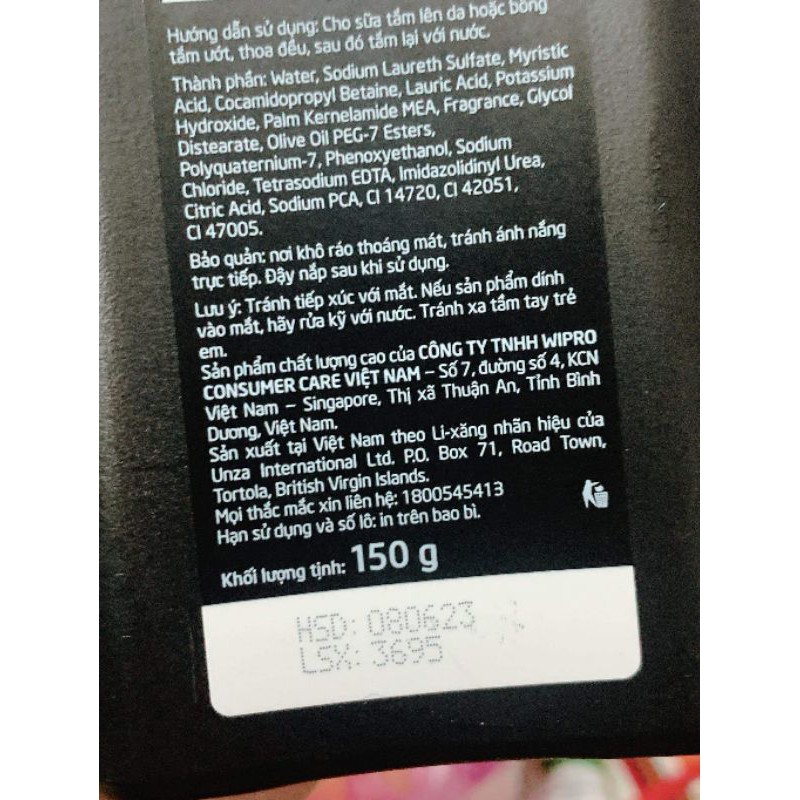 Hướng dẫn sử dụng: Cho sữa tắm lên da hoặc bông
tắm ướt, thoa đều, sau đó tắm lại với nước.
Thành phần: Water, Sodium Laureth Sulfate, Myristic
Acid, Cocamidopropyl Betaine, Lauric Acid, Potassium
Hydroxide, Palm Kernelamide MEA, Fragrance, Glycol
Distearate, Olive Oil PEG-7 Esters,
Polyquaternium-7, Phenoxyethanol, Sodium
Chloride, Tetrasodium EDTA, Imidazolidinyl Urea,
Citric Acid, Sodium PCA, CI 14720, CI 42051,
CI 47005.
Bảo quản: nơi khô ráo thoáng mát, tránh ánh nắng
trực tiếp. Đậy nắp sau khi sử dụng.
Lưu ý: Tránh tiếp xúc với mắt. Nếu sản phẩm dính
vào mắt, hãy rửa kỹ với nước. Tránh xa tầm tay trẻ
em.
Sản phẩm chất lượng cao của CÔNG TY TNHH WIPRO
CONSUMER CARE VIỆT NAM – Số 7, đường số 4, KCN
Việt Nam – Singapore, Thị xã Thuận An, Tỉnh Bình
Dương, Việt Nam.
Sản xuất tại Việt Nam theo Li-xăng nhãn hiệu của
Unza International Ltd. P.O. Box 71, Road Town,
Tortola, British Virgin Islands.
Mọi thắc mắc xin liên hệ: 1800545413
Hạn sử dụng và số lô: in trên bao bì.
Khối lượng tịnh: 150 g
HSD: 080623
LSX: 3695